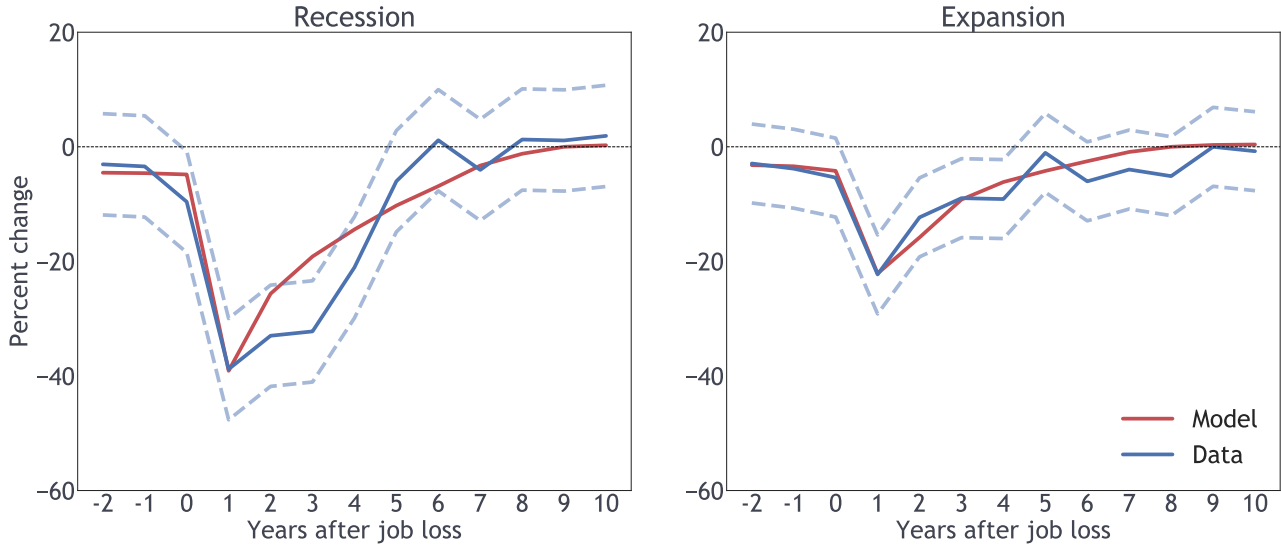 Recession
20
0
−20
−40
−60
Percent change
-2 -1 0 1 2 3 4 5 6 7 8 9 10
Years after job loss
Expansion
20
0
−20
−40
−60
Model
Data
-2 -1 0 1 2 3 4 5 6 7 8 9 10
Years after job loss